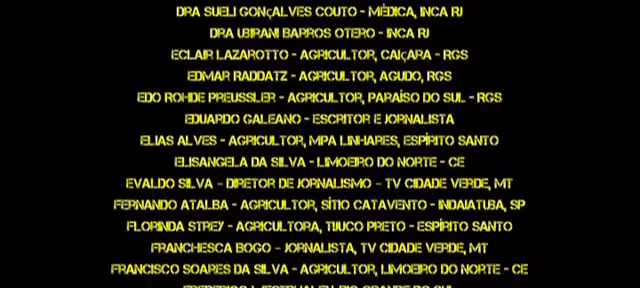 DRA SUELI GONçALVES COUTO - MÉDICA, INCA RJ
DRA UBIRANI BARROS OTERO - INCA RJ
ECLAIR LAZAROTTO - AGRICULTOR, CAIçARA - RGS
EDMAR RADDATZ - AGRICULTOR, AGUDO, RGS
EDO ROHDE PREUSSLER - AGRICULTOR, PARAÍSO DO SUL - RGS
EDUARDO GALEANO - ESCRITOR E JORNALISTA
ELIAS ALVES - AGRICULTOR, MPA LINHARES, ESPÍRITO SANTO
ELISANGELA DA SILVA - LIMOEIRO DO NORTE - CE
EVALDO SILVA - DIRETOR DE JORNALISMO - TV CIDADE VERDE, MT
FERNANDO ATALBA - AGRICULTOR, SÍTIO CATAVENTO - INDAIATUBA, SP
FLORINDA STREY - AGRICULTORA, TIJUCO PRETO - ESPÍRITO SANTO
FRANCHESCA BOGO - JORNALISTA, TV CIDADE VERDE, MT
FRANCISCO SOARES DA SILVA - AGRICULTOR, LIMOEIRO DO NORTE - CE